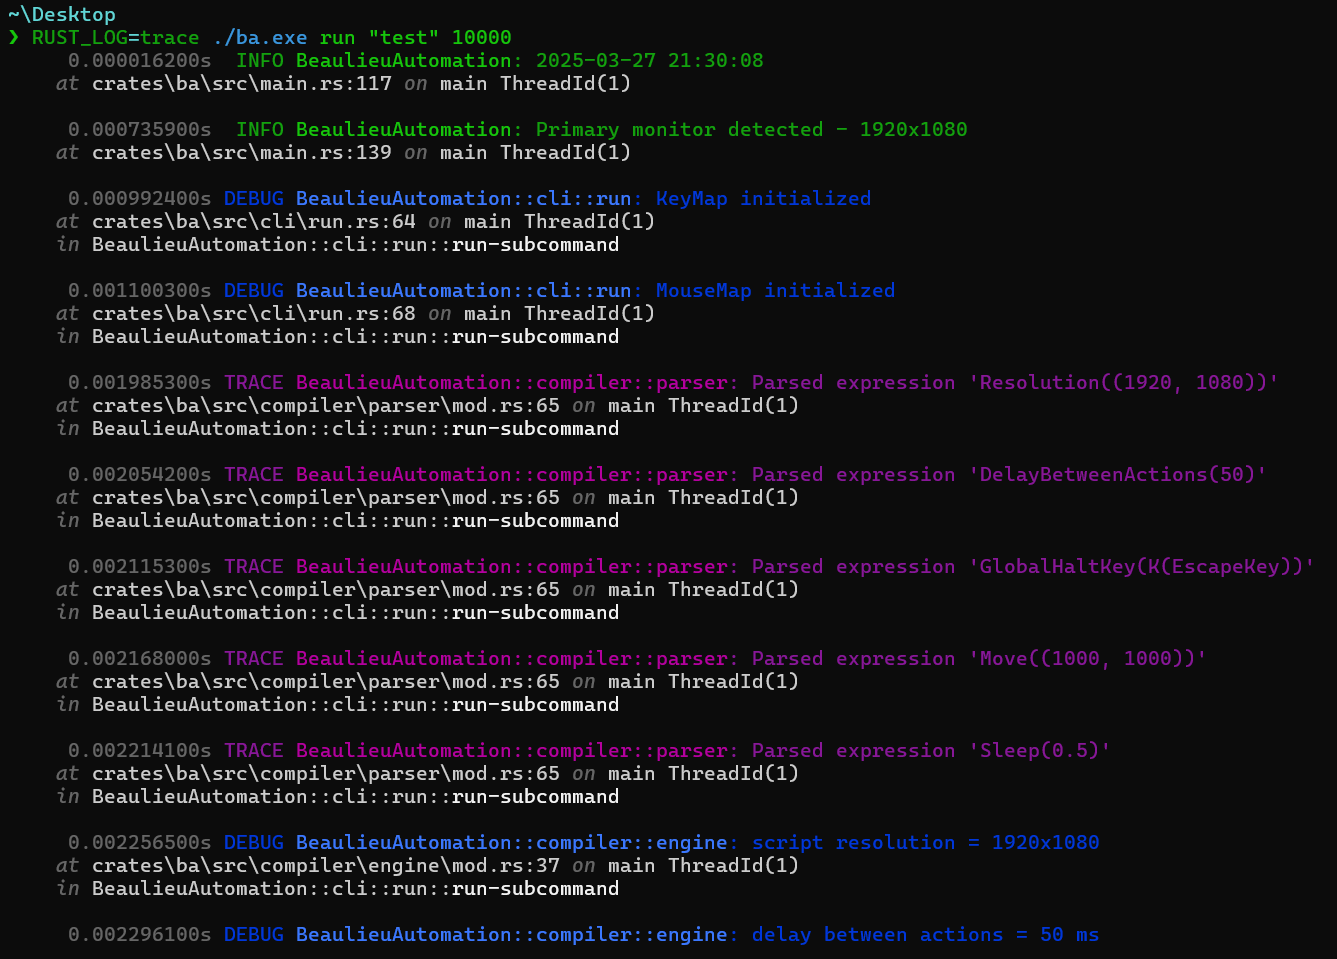 ~\Desktop
❯ RUST_LOG=trace ./ba.exe run "test" 10000
0.000016200s  INFO BeaulieuAutomation: 2025-03-27 21:30:08
at crates\ba\src\main.rs:117 on main ThreadId(1)
0.000735900s  INFO BeaulieuAutomation: Primary monitor detected - 1920x1080
at crates\ba\src\main.rs:139 on main ThreadId(1)
0.000992400s DEBUG BeaulieuAutomation::cli::run: KeyMap initialized
at crates\ba\src\cli\run.rs:64 on main ThreadId(1)
in BeaulieuAutomation::cli::run::run-subcommand
0.001100300s DEBUG BeaulieuAutomation::cli::run: MouseMap initialized
at crates\ba\src\cli\run.rs:68 on main ThreadId(1)
in BeaulieuAutomation::cli::run::run-subcommand
0.001985300s TRACE BeaulieuAutomation::compiler::parser: Parsed expression 'Resolution((1920, 1080))'
at crates\ba\src\compiler\parser\mod.rs:65 on main ThreadId(1)
in BeaulieuAutomation::cli::run::run-subcommand
0.002054200s TRACE BeaulieuAutomation::compiler::parser: Parsed expression 'DelayBetweenActions(50)'
at crates\ba\src\compiler\parser\mod.rs:65 on main ThreadId(1)
in BeaulieuAutomation::cli::run::run-subcommand
0.002115300s TRACE BeaulieuAutomation::compiler::parser: Parsed expression 'GlobalHaltKey(K(EscapeKey))'
at crates\ba\src\compiler\parser\mod.rs:65 on main ThreadId(1)
in BeaulieuAutomation::cli::run::run-subcommand
0.002168000s TRACE BeaulieuAutomation::compiler::parser: Parsed expression 'Move((1000, 1000))'
at crates\ba\src\compiler\parser\mod.rs:65 on main ThreadId(1)
in BeaulieuAutomation::cli::run::run-subcommand
0.002214100s TRACE BeaulieuAutomation::compiler::parser: Parsed expression 'Sleep(0.5)'
at crates\ba\src\compiler\parser\mod.rs:65 on main ThreadId(1)
in BeaulieuAutomation::cli::run::run-subcommand
0.002256500s DEBUG BeaulieuAutomation::compiler::engine: script resolution = 1920x1080
at crates\ba\src\compiler\engine\mod.rs:37 on main ThreadId(1)
in BeaulieuAutomation::cli::run::run-subcommand
0.002296100s DEBUG BeaulieuAutomation::compiler::engine: delay between actions = 50 ms